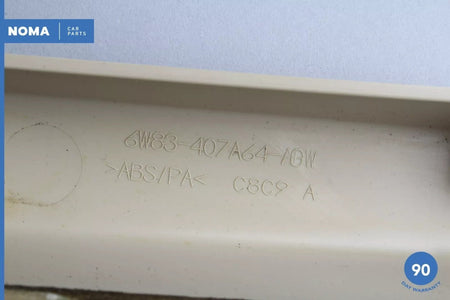 NOMA CAR
PARTS
6W83-407A64-AGW
>ABS/PA< C8C9 A
90
DAY WARRANTY